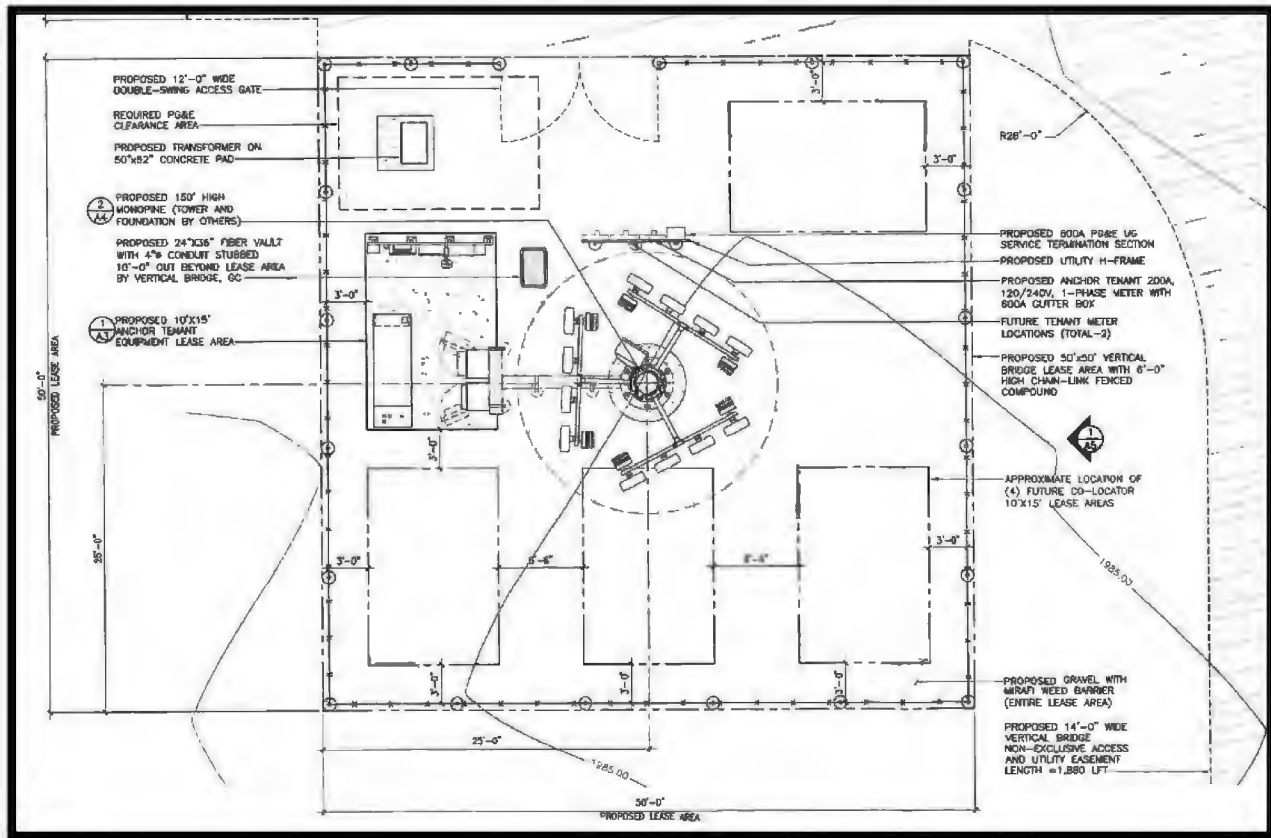 PROPOSED 12'-0" WIDE
DOUBLE-SWING ACCESS GATE
REQUIRED PG&E
CLEARANCE AREA
PROPOSED TRANSFORMER ON
50"x52" CONCRETE PAD
2
A4
PROPOSED 150' HIGH
MONOPINE (TOWER AND
FOUNDATION BY OTHERS)
PROPOSED 24"X36" FIBER VAULT
WITH 4"ø CONDUIT STUBBED
10'-0" OUT BEYOND LEASE AREA
BY VERTICAL BRIDGE, GC
1
A3
PROPOSED 10'X15'
ANCHOR TENANT
EQUIPMENT LEASE AREA
50'-0"
PROPOSED LEASE AREA
25'-0"
3'-0"
3'-0"
3'-0"
3'-0"
3'-0"
3'-0"
3'-0"
3'-0"
3'-0"
25'-0"
1985.00
50'-0"
PROPOSED LEASE AREA
R28'-0"
PROPOSED 600A PG&E UG
SERVICE TERMINATION SECTION
PROPOSED UTILITY H-FRAME
PROPOSED ANCHOR TENANT 200A,
120/240V, 1-PHASE METER WITH
600A GUTTER BOX
FUTURE TENANT METER
LOCATIONS (TOTAL-2)
PROPOSED 50'x50' VERTICAL
BRIDGE LEASE AREA WITH 6'-0"
HIGH CHAIN-LINK FENCED
COMPOUND
1
A5
APPROXIMATE LOCATION OF
(4) FUTURE CO-LOCATOR
10'X15' LEASE AREAS
1985.00
PROPOSED GRAVEL WITH
MIRAFI WEED BARRIER
(ENTIRE LEASE AREA)
PROPOSED 14'-0" WIDE
VERTICAL BRIDGE
NON-EXCLUSIVE ACCESS
AND UTILITY EASEMENT
LENGTH =1,880 LFT